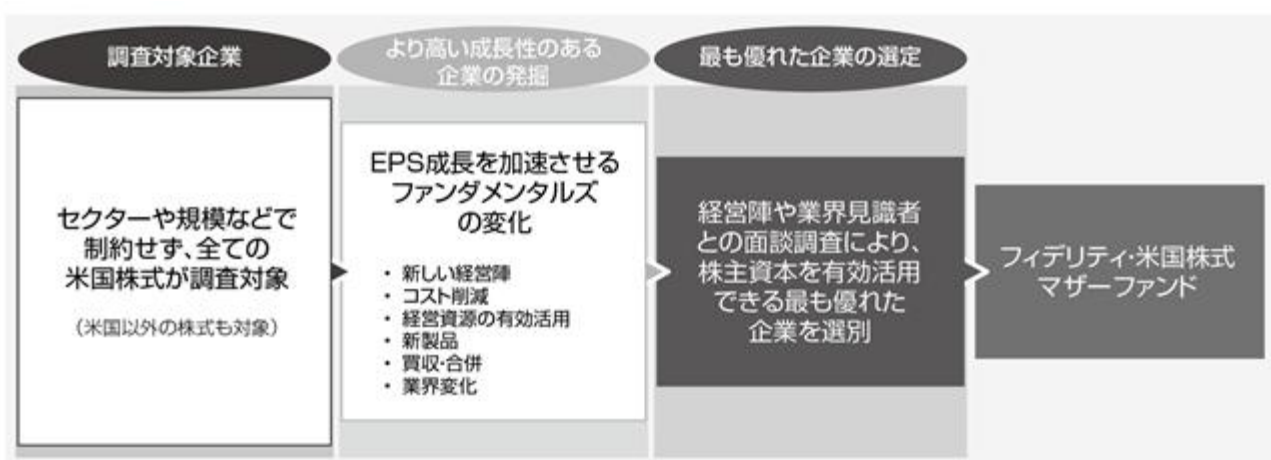 調査対象企業
セクターや規模などで
制約せず、全ての
米国株式が調査対象
（米国以外の株式も対象）
より高い成長性のある
企業の発掘
EPS成長を加速させる
ファンダメンタルズ
の変化
・ 新しい経営陣
・ コスト削減
・ 経営資源の有効活用
・ 新製品
・ 買収・合併
・ 業界変化
最も優れた企業の選定
経営陣や業界見識者
との面談調査により、
株主資本を有効活用
できる最も優れた
企業を選別
フィデリティ・米国株式
マザーファンド